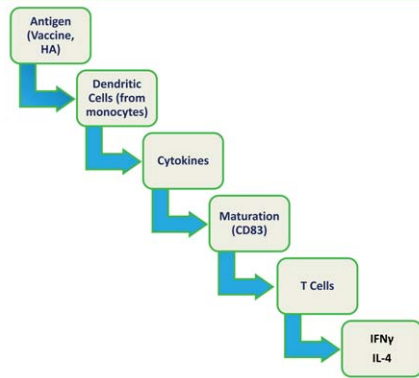 Antigen
(Vaccine,
HA)
Dendritic
Cells (from
monocytes)
Cytokines
Maturation
(CD83)
T Cells
IFNγ
IL-4